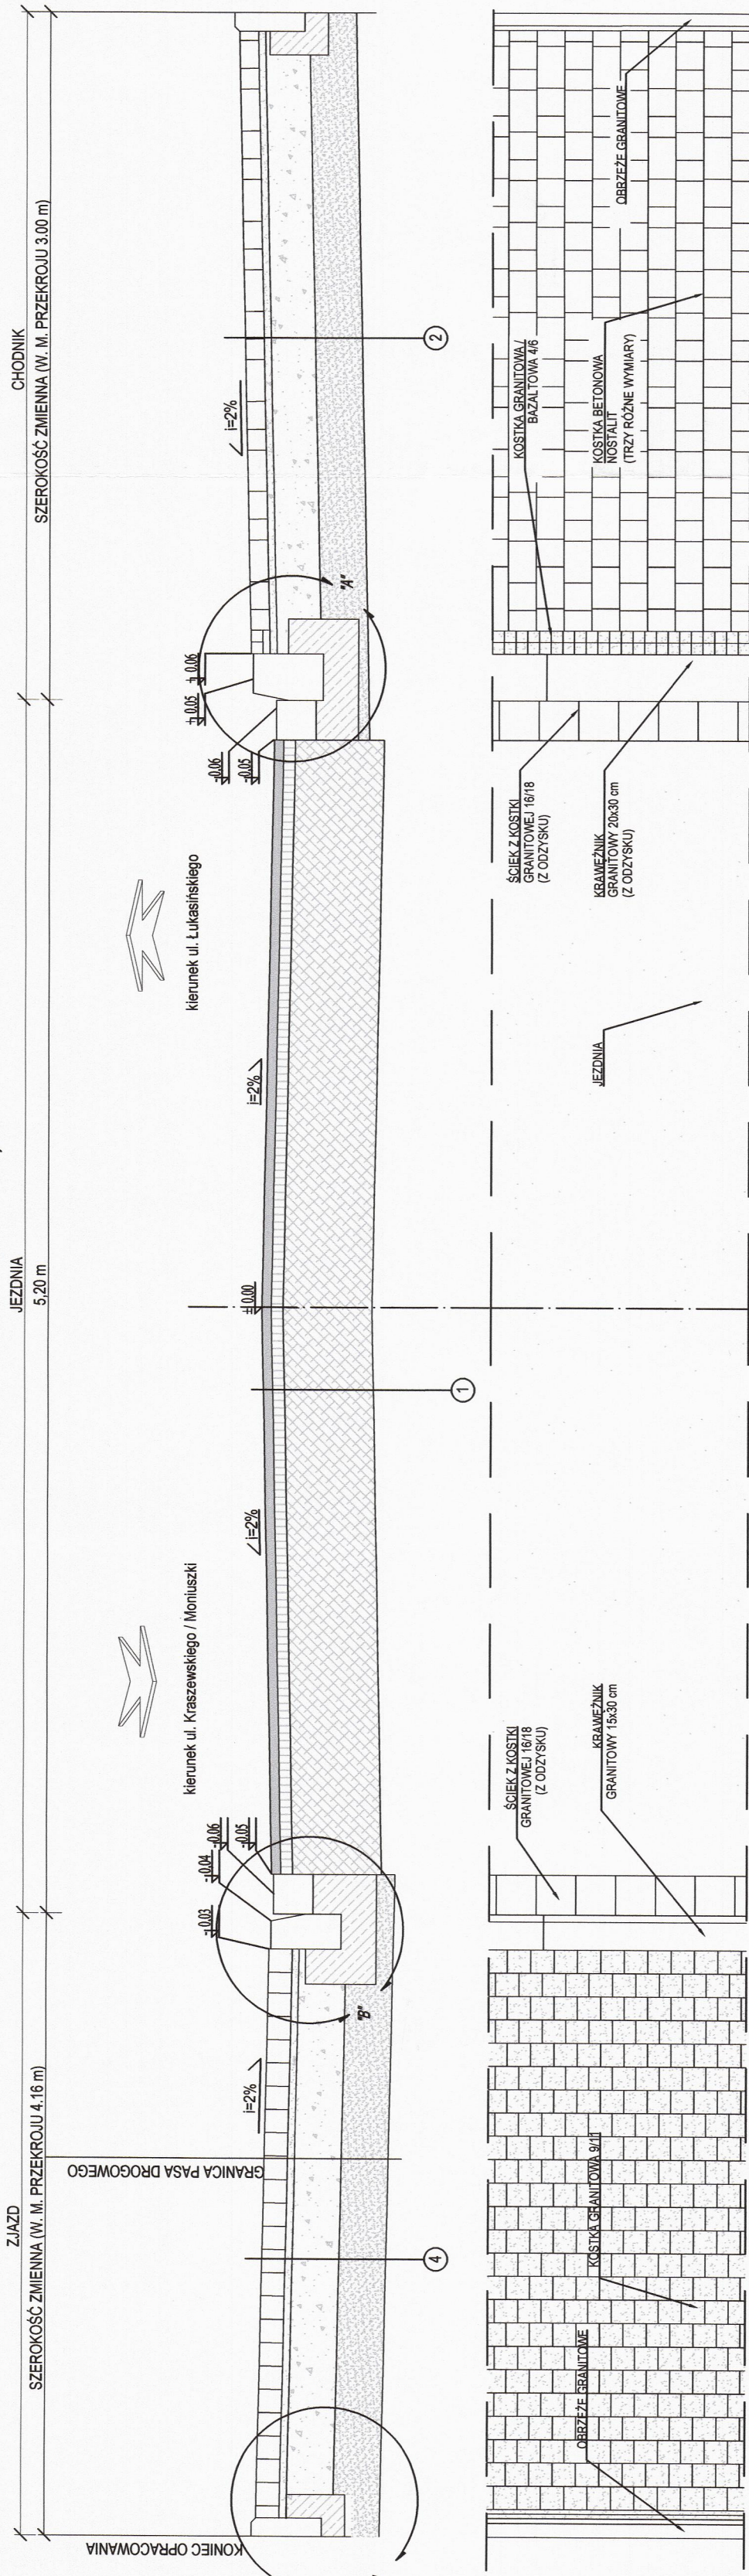 ZJAZD
JEZDNIA
CHODNIK
SZEROKOŚĆ ZMIENNA (W. M. PRZEKROJU 4.16 m)
5,20 m
SZEROKOŚĆ ZMIENNA (W. M. PRZEKROJU 3.00 m)
KONIEC OPRACOWANIA
GRANICA PASA DROGOWEGO
kierunek ul. Kraszewskiego / Moniuszki
kierunek ul. Łukasińskiego
i=2%
-0.03
-0.04
-0.06
-0.05
i=2%
± 0.00
i=2%
-0.06
-0.05
+ 0.05
+ 0.06
i=2%
"B"
"A"
4
1
2
OBRZEŻE GRANITOWE
KOSTKA GRANITOWA 9/11
ŚCIEK Z KOSTKI
GRANITOWEJ 16/18
(Z ODZYSKU)
KRAWĘŻNIK
GRANITOWY 15x30 cm
JEZDNIA
ŚCIEK Z KOSTKI
GRANITOWEJ 16/18
(Z ODZYSKU)
KRAWĘŻNIK
GRANITOWY 20x30 cm
(Z ODZYSKU)
KOSTKA GRANITOWA /
BAZALTOWA 4/6
KOSTKA BETONOWA
NOSTALIT
(TRZY RÓŻNE WYMIARY)
OBRZEŻE GRANITOWE